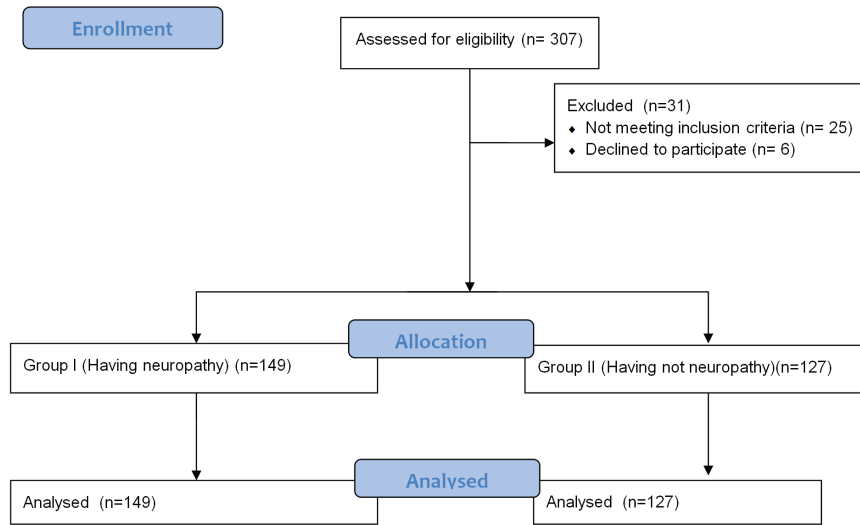 Enrollment
Assessed for eligibility (n= 307)
Excluded (n=31)
⬧ Not meeting inclusion criteria (n= 25)
⬧ Declined to participate (n= 6)
Allocation
Group I (Having neuropathy) (n=149)
Group II (Having not neuropathy)(n=127)
Analysed
Analysed (n=149)
Analysed (n=127)